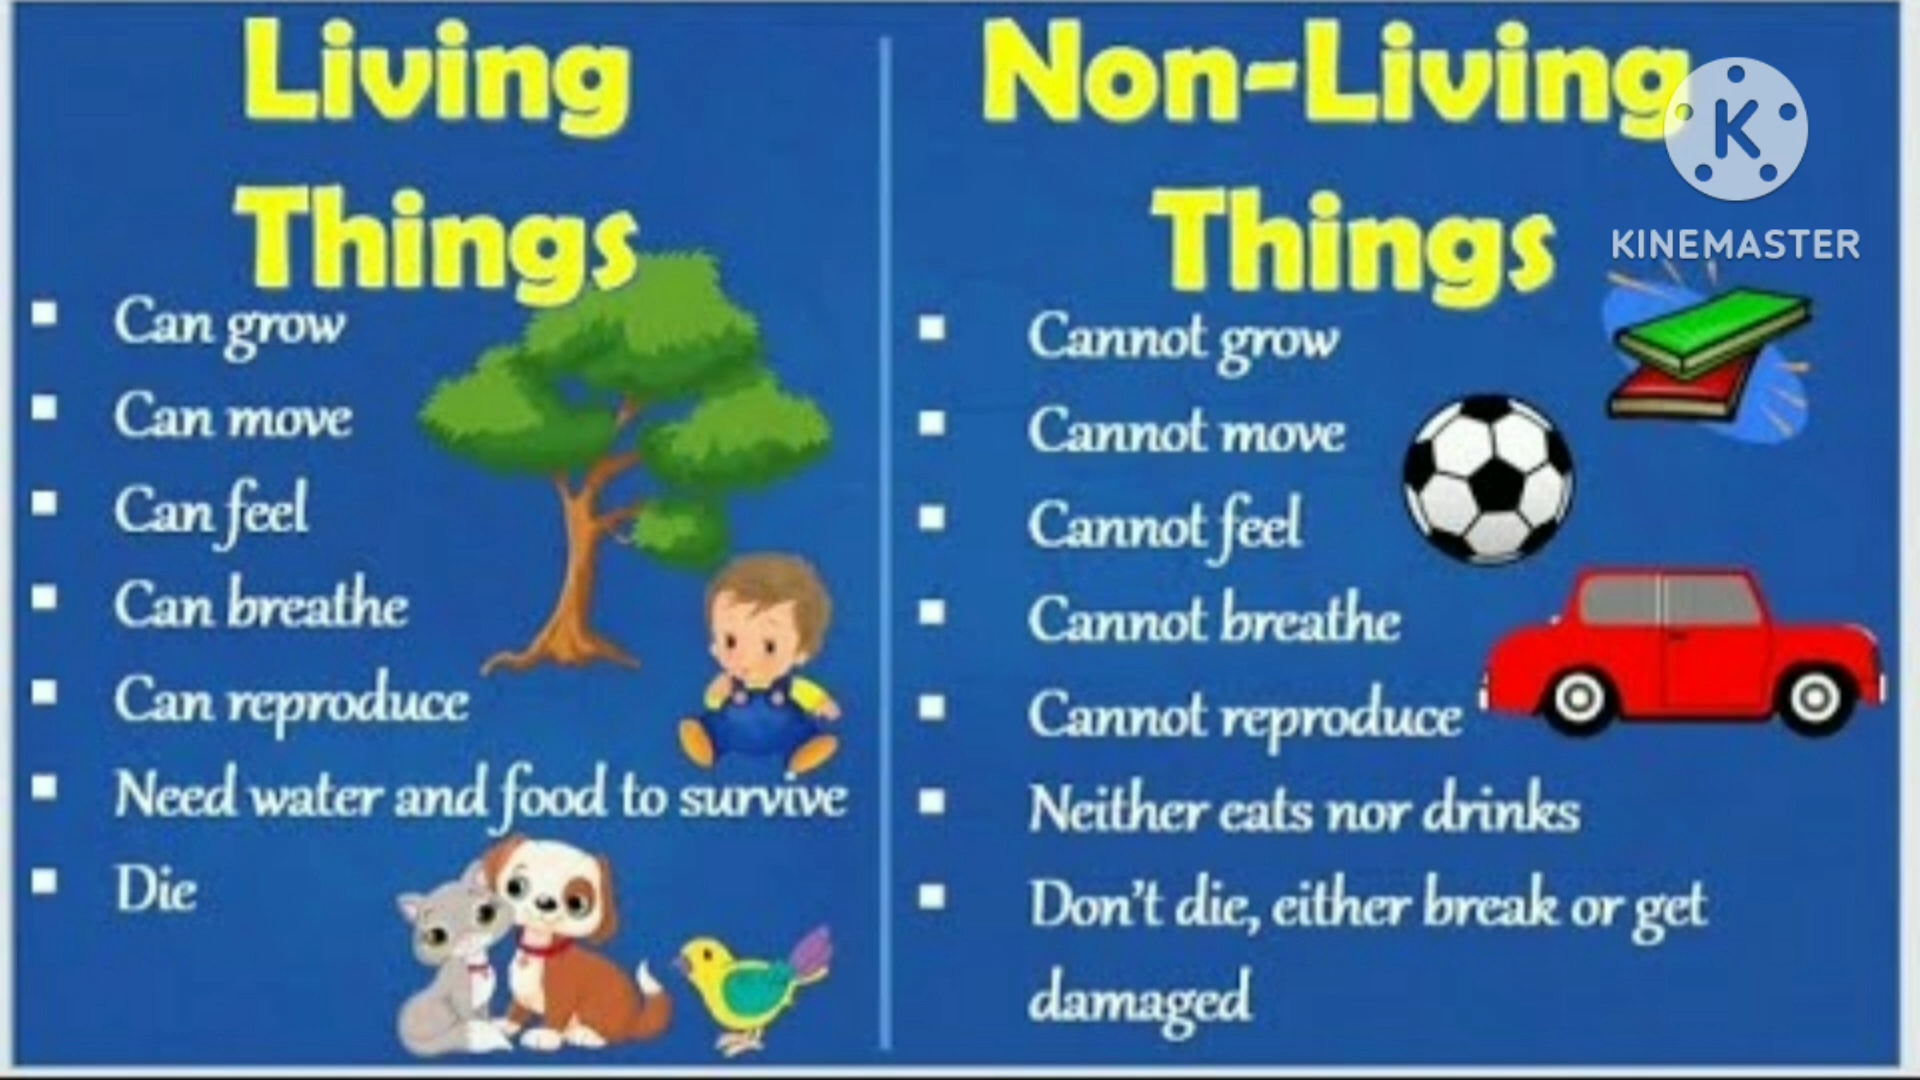 Living
Things
Can grow
Can move
Can feel
Can breathe
Can reproduce
Need water and food to survive
Die
Non-Living
Things
Cannot grow
Cannot move
Cannot feel
Cannot breathe
Cannot reproduce
Neither eats nor drinks
Don't die, either break or get
damaged
K
KINEMASTER